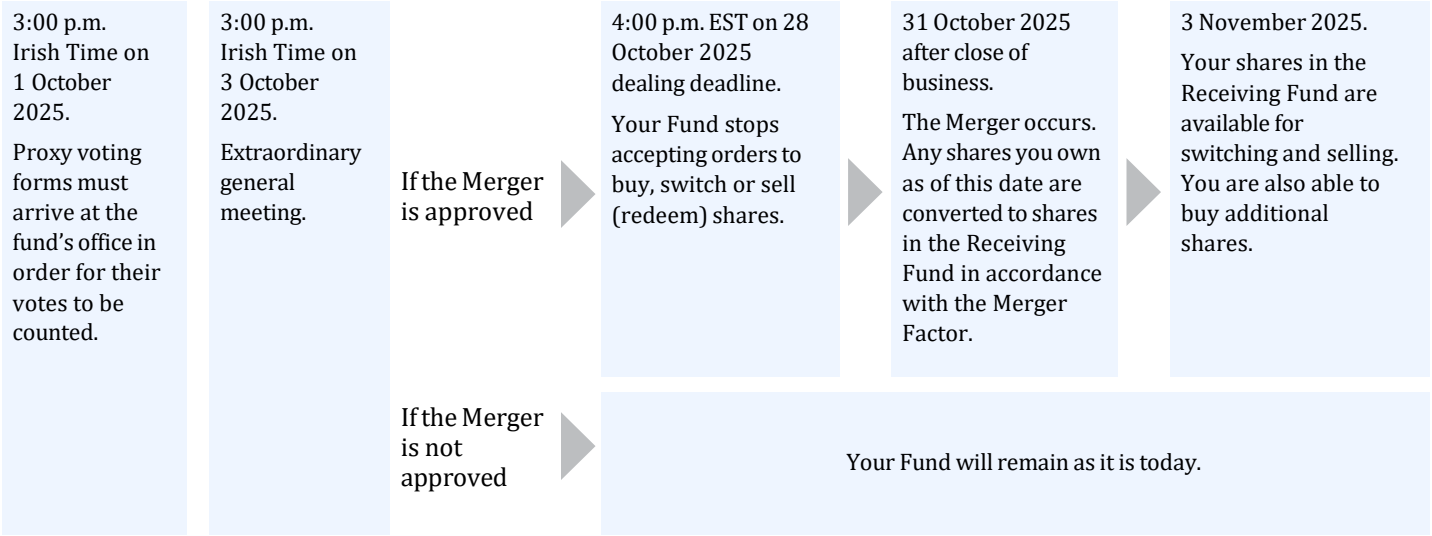 3:00 p.m.
Irish Time on
1 October
2025.
Proxy voting
forms must
arrive at the
fund’s office in
order for their
votes to be
counted.
3:00 p.m.
Irish Time on
3 October
2025.
Extraordinary
general
meeting.
If the Merger
is approved
4:00 p.m. EST on 28
October 2025
dealing deadline.
Your Fund stops
accepting orders to
buy, switch or sell
(redeem) shares.
31 October 2025
after close of
business.
The Merger occurs.
Any shares you own
as of this date are
converted to shares
in the Receiving
Fund in accordance
with the Merger
Factor.
3 November 2025.
Your shares in the
Receiving Fund are
available for
switching and selling.
You are also able to
buy additional
shares.
If the Merger
is not
approved
Your Fund will remain as it is today.